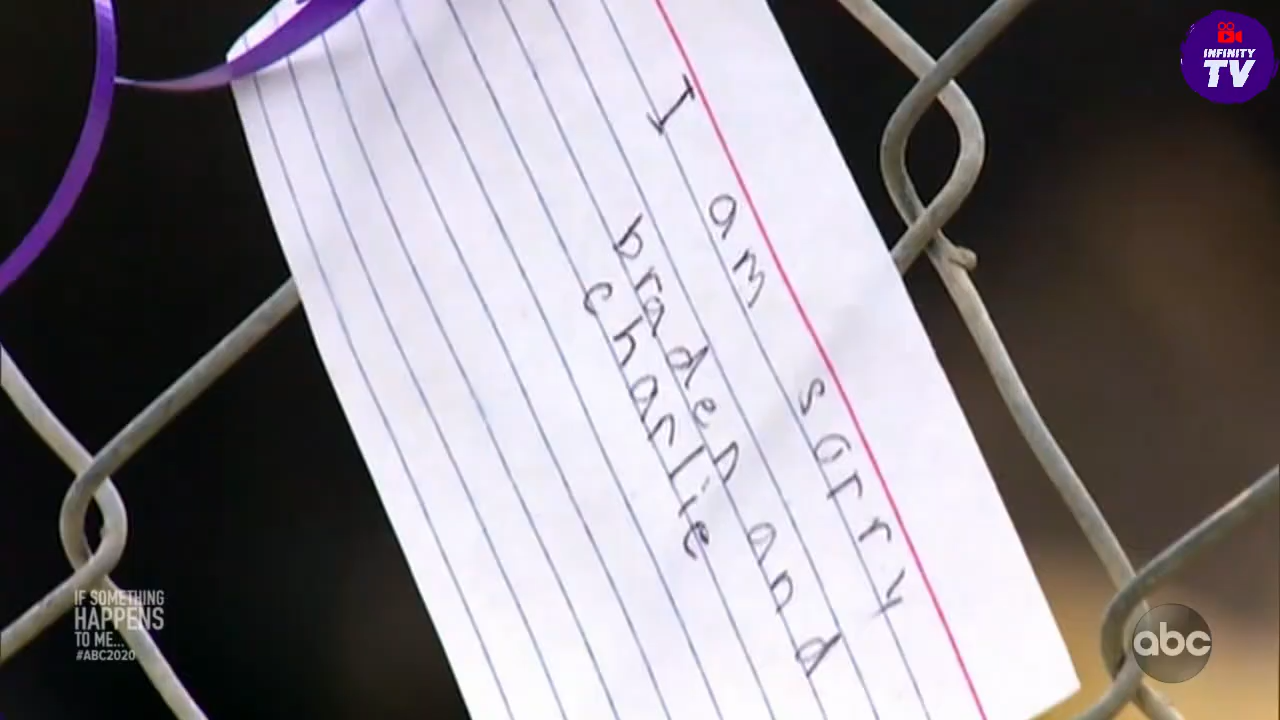 I am sorry
braden and
charlie
INFINITY
TV
IF SOMETHING
HAPPENS
TO ME...
#ABC2020
abc